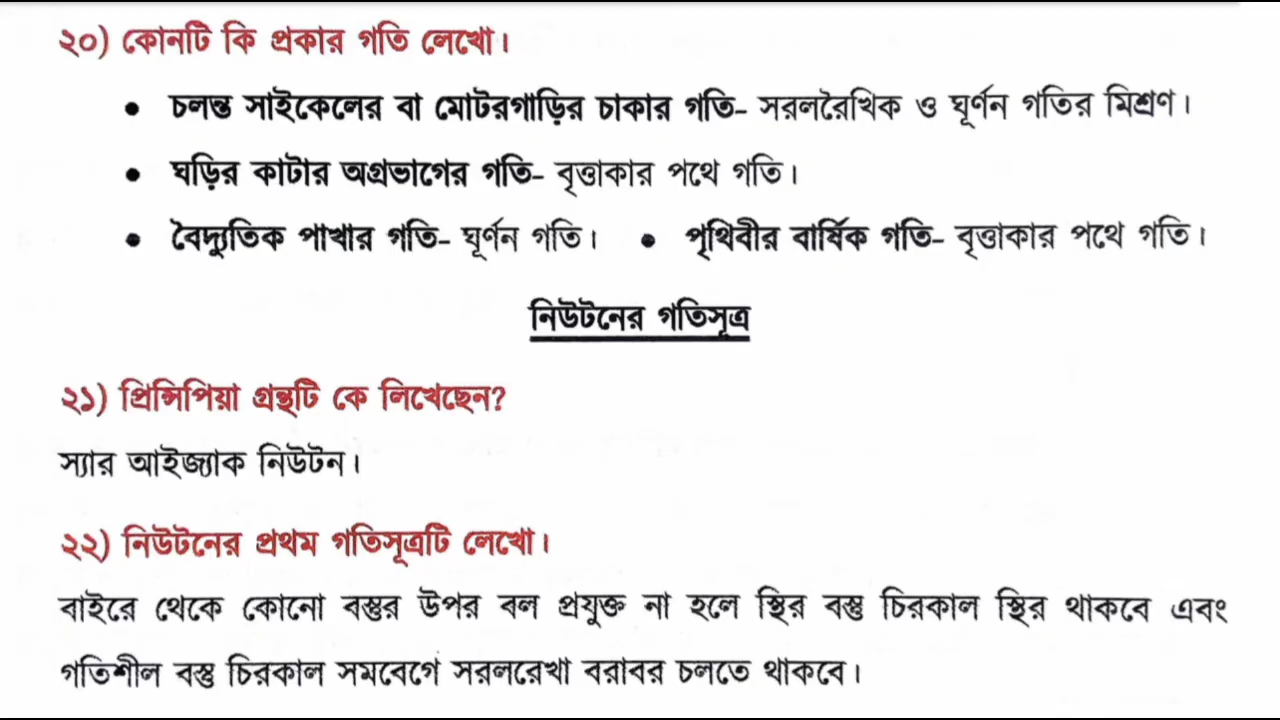 ২০) কোনটি কি প্রকার গতি লেখো।
• চলন্ত সাইকেলের বা মোটরগাড়ির চাকার গতি- সরলরৈখিক ও ঘূর্ণন গতির মিশ্রণ।
• ঘড়ির কাটার অগ্রভাগের গতি- বৃত্তাকার পথে গতি।
• বৈদ্যুতিক পাখার গতি- ঘূর্ণন গতি। • পৃথিবীর বার্ষিক গতি- বৃত্তাকার পথে গতি।
নিউটনের গতিসূত্র
২১) প্রিন্সিপিয়া গ্রন্থটি কে লিখেছেন?
স্যার আইজ্যাক নিউটন।
২২) নিউটনের প্রথম গতিসূত্রটি লেখো।
বাইরে থেকে কোনো বস্তুর উপর বল প্রযুক্ত না হলে স্থির বস্তু চিরকাল স্থির থাকবে এবং
গতিশীল বস্তু চিরকাল সমবেগে সরলরেখা বরাবর চলতে থাকবে।